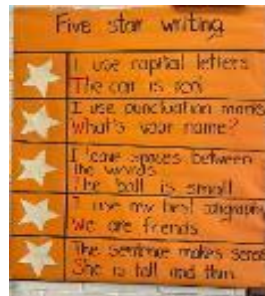 Five star writing
I use capital letters
The car is red
I use punctuation marks
What's your name?
I leave spaces between
the words
The ball is small
I use my best caligraphy
We are friends
The sentence makes sense
She is tall and thin.